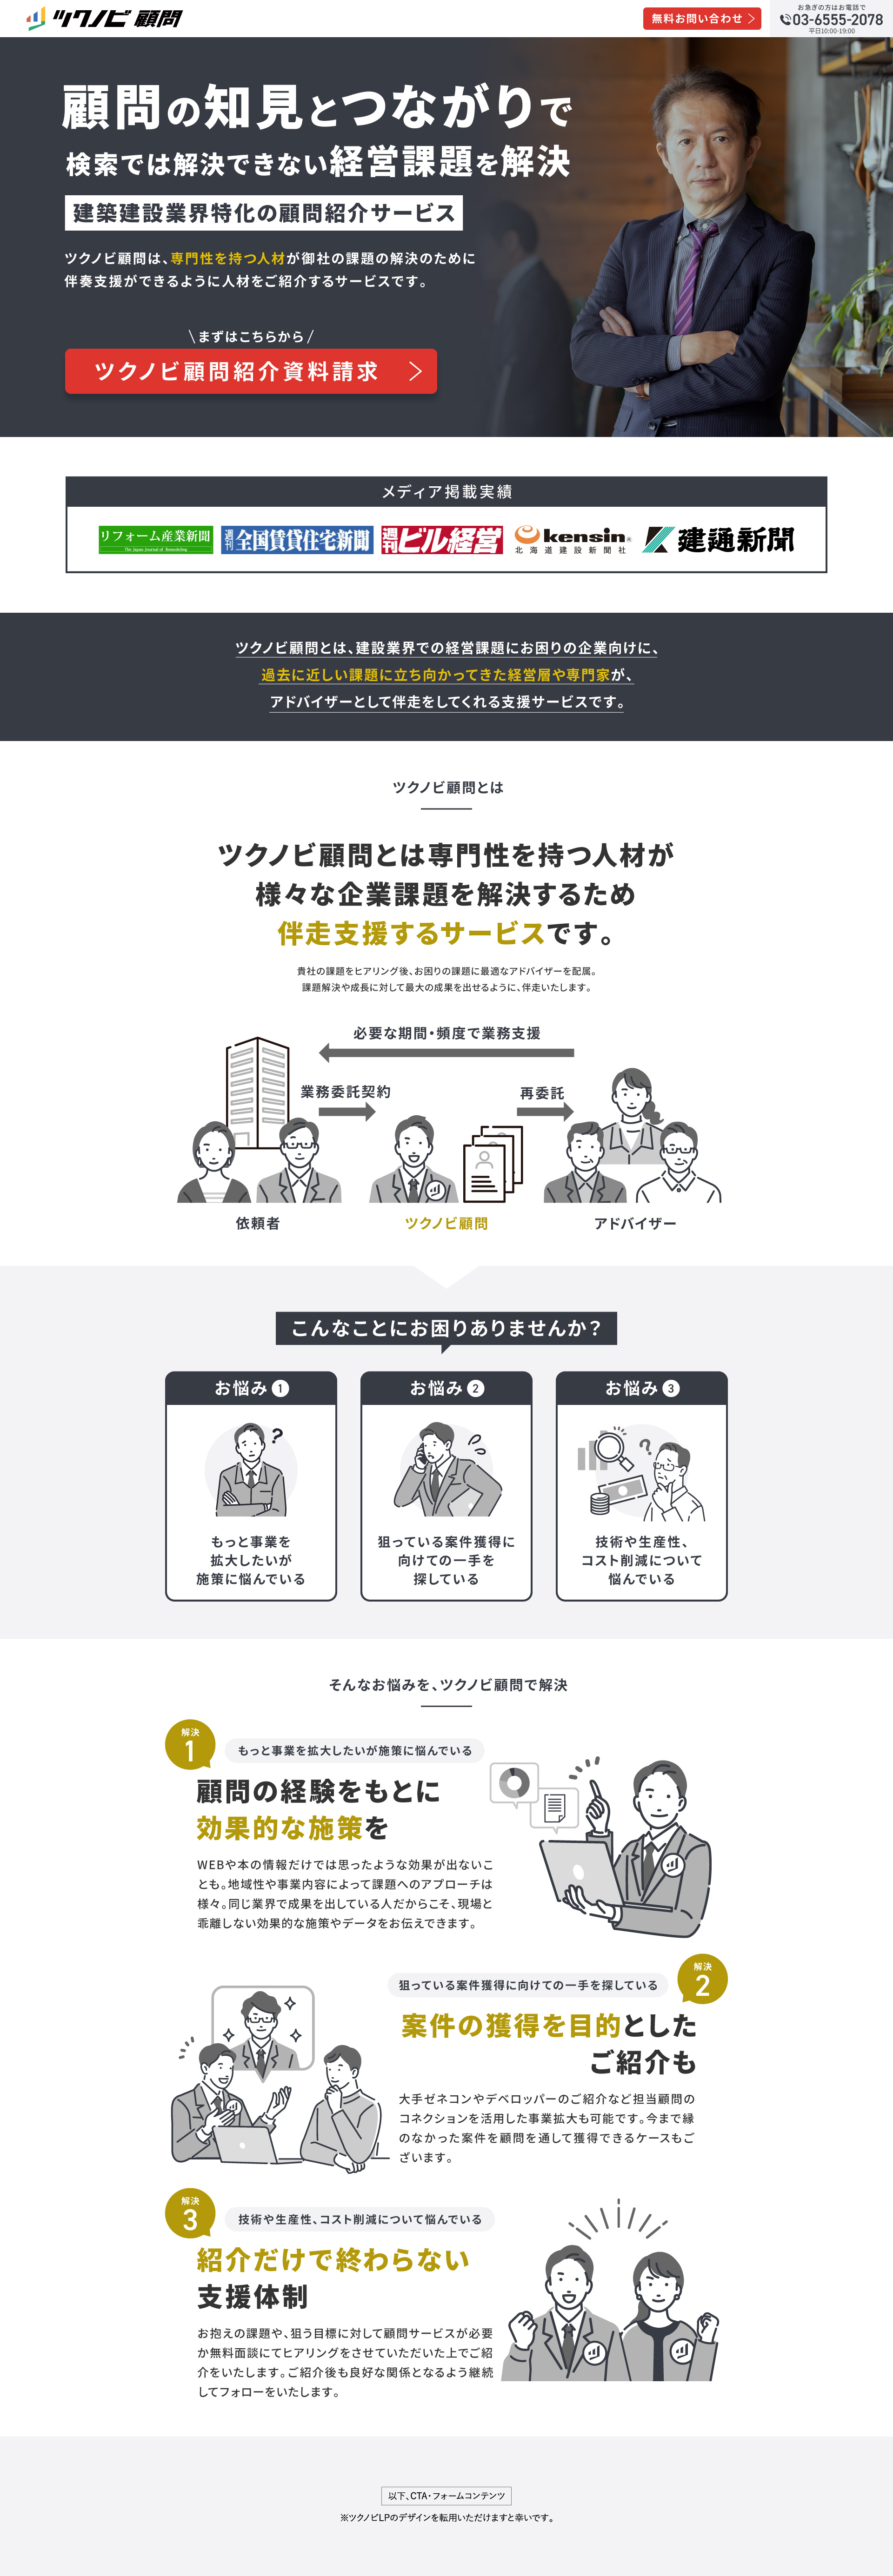 ツクノビ 顧問
無料お問い合わせ
お急ぎの方はお電話で
03-6555-2078
平日10:00-19:00
顧問の知見とつながりで
検索では解決できない経営課題を解決
建築建設業界特化の顧問紹介サービス
ツクノビ顧問は、専門性を持つ人材が御社の課題の解決のために
伴奏支援ができるように人材をご紹介するサービスです。
\ まずはこちらから /
ツクノビ顧問紹介資料請求
メディア掲載実績
リフォーム産業新聞
The Japan Journal of Remodeling
週刊全国賃貸住宅新聞
週刊ビル経営
kensin
北海道建設新聞社
建通新聞
ツクノビ顧問とは、建設業界での経営課題にお困りの企業向けに、
過去に近しい課題に立ち向かってきた経営層や専門家が、
アドバイザーとして伴走をしてくれる支援サービスです。
ツクノビ顧問とは
ツクノビ顧問とは専門性を持つ人材が
様々な企業課題を解決するため
伴走支援するサービスです。
貴社の課題をヒアリング後、お困りの課題に最適なアドバイザーを配属。
課題解決や成長に対して最大の成果を出せるように、伴走いたします。
必要な期間・頻度で業務支援
業務委託契約
再委託
依頼者
ツクノビ顧問
アドバイザー
こんなことにお困りありませんか？
お悩み 1
もっと事業を
拡大したいが
施策に悩んでいる
お悩み 2
狙っている案件獲得に
向けての一手を
探している
お悩み 3
技術や生産性、
コスト削減について
悩んでいる
そんなお悩みを、ツクノビ顧問で解決
解決
1
もっと事業を拡大したいが施策に悩んでいる
顧問の経験をもとに
効果的な施策を
WEBや本の情報だけでは思ったような効果が出ないこ
とも。地域性や事業内容によって課題へのアプローチは
様々。同じ業界で成果を出している人だからこそ、現場と
乖離しない効果的な施策やデータをお伝えできます。
解決
2
狙っている案件獲得に向けての一手を探している
案件の獲得を目的とした
ご紹介も
大手ゼネコンやデベロッパーのご紹介など担当顧問の
コネクションを活用した事業拡大も可能です。今まで縁
のなかった案件を顧問を通して獲得できるケースもご
ざいます。
解決
3
技術や生産性、コスト削減について悩んでいる
紹介だけで終わらない
支援体制
お抱えの課題や、狙う目標に対して顧問サービスが必要
か無料面談にてヒアリングをさせていただいた上でご紹
介をいたします。ご紹介後も良好な関係となるよう継続
してフォローをいたします。
以下、CTA・フォームコンテンツ
※ツクノビLPのデザインを転用いただけますと幸いです。